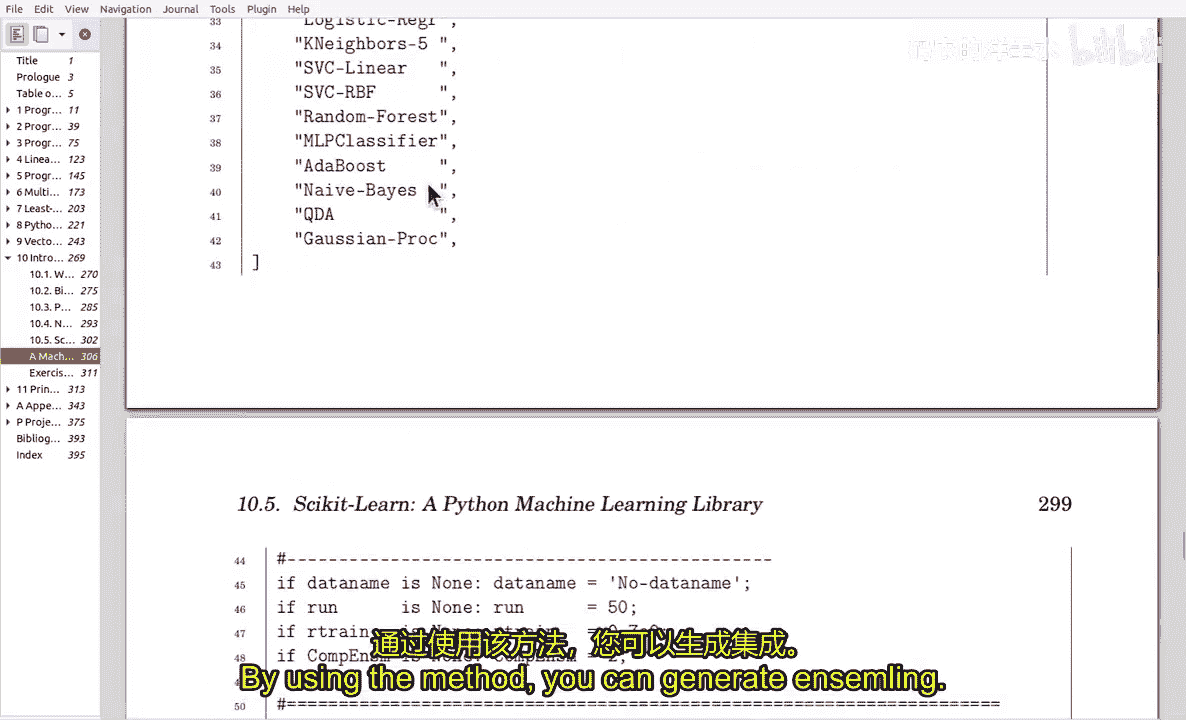 File Edit View Navigation Journal Tools Plugin Help
Title 1
Prologue 3
Table o... 5
1 Progr... 11
2 Progr... 39
3 Progr... 75
4 Linea... 123
5 Progr... 145
6 Multi... 173
7 Least-... 203
8 Pytho... 221
9 Vecto... 243
10 Intro... 269
10.1. W... 270
10.2. Bi... 275
10.3. P... 285
10.4. N... 293
10.5. Sc... 302
A Mach... 306
Exercis... 311
11 Prin... 313
A Appe... 343
P Proje... 375
Bibliog... 393
Index 395
33 "Logistic-Regr
34 "KNeighbors-5 ",
35 "SVC-Linear ",
36 "SVC-RBF ",
37 "Random-Forest",
38 "MLPClassifier",
39 "AdaBoost ",
40 "Naive-Bayes ",
41 "QDA ",
42 "Gaussian-Proc",
43 ]
10.5. Scikit-Learn: A Python Machine Learning Library 299
44 #-----------------------------------------------
45 if dataname is None: dataname = 'No-dataname';
46 if run is None: run = 50;
47 if rtrain
48 if CompEnsm
通过使用该方法，您可以生成集成。
By using the method, you can generate ensemling.
50 #======================================================================